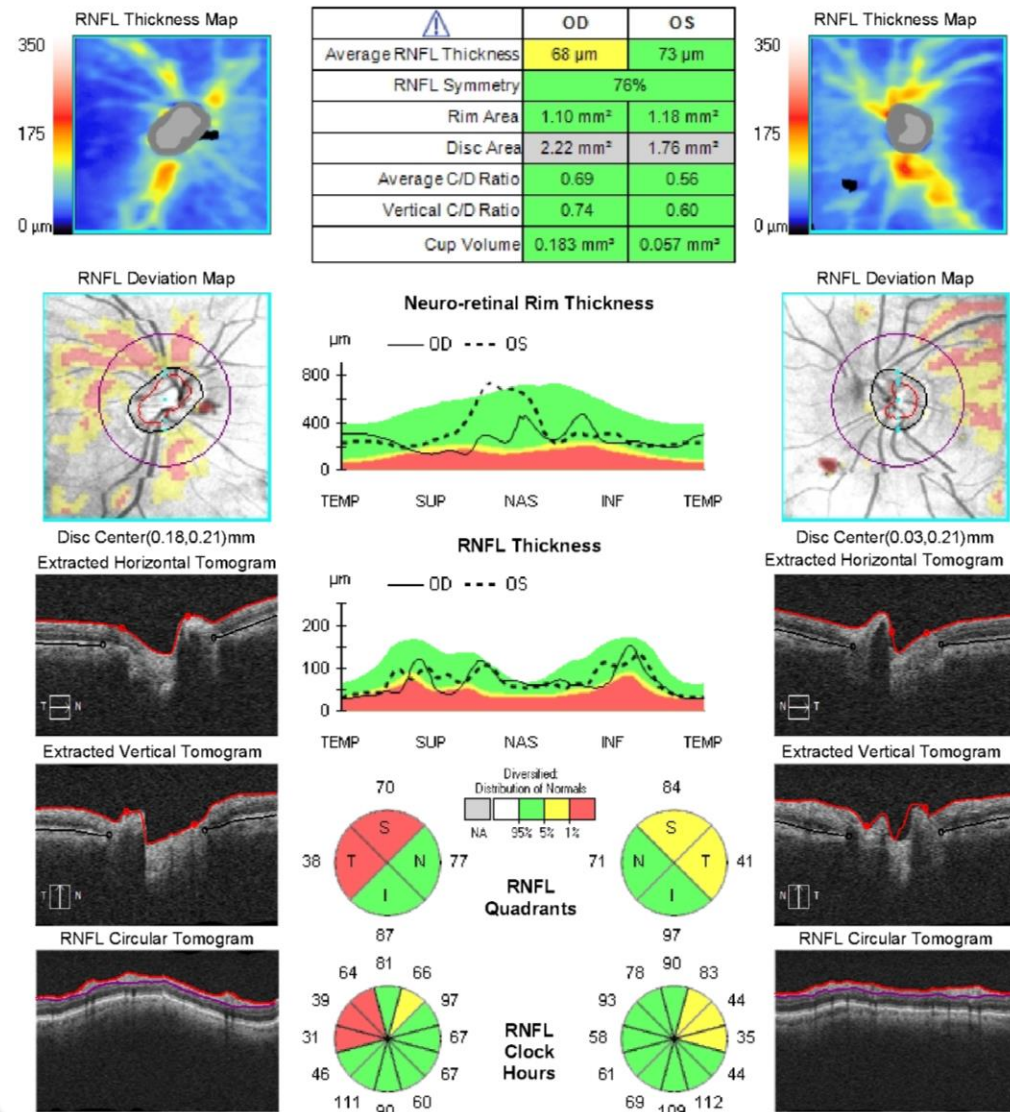 RNFL Thickness Map
350
175
0 µm
OD OS
Average RNFL Thickness 68 µm 73 µm
RNFL Symmetry 76%
Rim Area 1.10 mm² 1.18 mm²
Disc Area 2.22 mm² 1.76 mm²
Average C/D Ratio 0.69 0.56
Vertical C/D Ratio 0.74 0.60
Cup Volume 0.183 mm³ 0.057 mm³
RNFL Thickness Map
350
175
0 µm
RNFL Deviation Map
Disc Center(0.18,0.21)mm
Neuro-retinal Rim Thickness
µm OD OS
800
400
0
TEMP SUP NAS INF TEMP
RNFL Deviation Map
Disc Center(0.03,0.21)mm
Extracted Horizontal Tomogram
T N
RNFL Thickness
µm OD OS
200
100
0
TEMP SUP NAS INF TEMP
Extracted Horizontal Tomogram
N T
Extracted Vertical Tomogram
T N
Diversified:
Distribution of Normals
NA 95% 5% 1%
70
S
38 T N 77
I
87
RNFL
Quadrants
84
S
71 N T 41
I
97
Extracted Vertical Tomogram
N T
RNFL Circular Tomogram
81
64 66
39 97
31 67
46 67
111 60
90
RNFL
Clock
Hours
90
78 83
93 44
58 35
61 44
69 112
109
RNFL Circular Tomogram